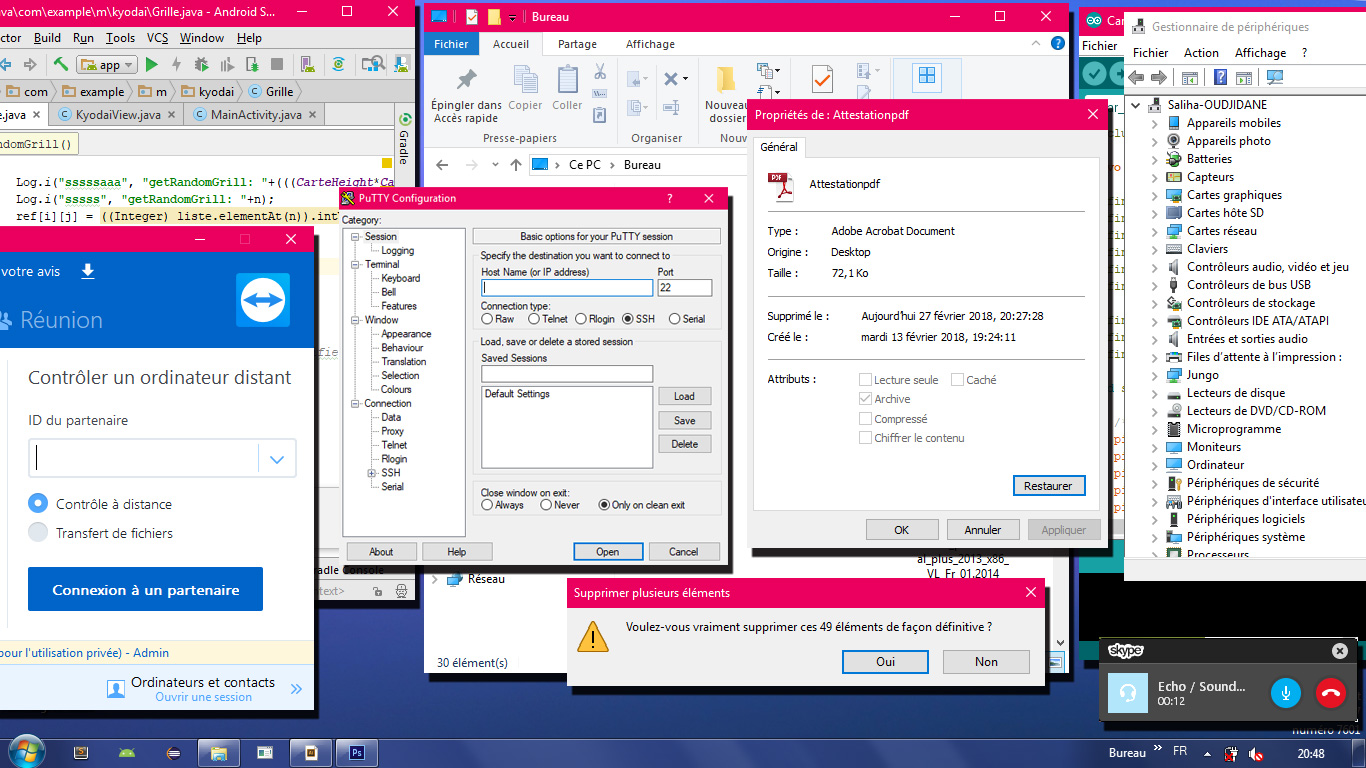 ava\com\example\m\kyodai\Grille.java - Android S...
ctor Build Run Tools VCS Window Help
app
com example m kyodai Grille
e.java KyodaiView.java MainActivity.java
ndomGrill()
Gradle
Log.i("sssssaaa", "getRandomGrill: "+(((CarteHeight*Ca
Log.i("sssss", "getRandomGrill: "+n);
ref[i][j] = ((Integer) liste.elementAt(n)).int
votre avis
Réunion
Contrôler un ordinateur distant
ID du partenaire
Contrôle à distance
Transfert de fichiers
Connexion à un partenaire
pour l'utilisation privée) - Admin
Ordinateurs et contacts
Ouvrir une session
fie
adle Console
text>
PuTTY Configuration
Category:
Session
Logging
Terminal
Keyboard
Bell
Features
Window
Appearance
Behaviour
Translation
Selection
Colours
Connection
Data
Proxy
Telnet
Rlogin
SSH
Serial
Basic options for your PuTTY session
Specify the destination you want to connect to
Host Name (or IP address) Port
22
Connection type:
Raw Telnet Rlogin SSH Serial
Load, save or delete a stored session
Saved Sessions
Default Settings
Load
Save
Delete
Close window on exit:
Always Never Only on clean exit
About Help Open Cancel
Bureau
Fichier Accueil Partage Affichage
Épingler dans
Accès rapide
Copier Coller
Nouveau
Presse-papiers Organiser Nouv
Ce PC > Bureau
Réseau
30 élément(s)
al_plus_2013_x86_
VL_Fr_01.2014
Propriétés de : Attestationpdf
Général
Attestationpdf
Type : Adobe Acrobat Document
Origine : Desktop
Taille : 72,1 Ko
Supprimé le : Aujourd'hui 27 février 2018, 20:27:28
Créé le : mardi 13 février 2018, 19:24:11
Attributs : Lecture seule Caché
Archive
Compressé
Chiffrer le contenu
Restaurer
OK Annuler Appliquer
Supprimer plusieurs éléments
Voulez-vous vraiment supprimer ces 49 éléments de façon définitive ?
Oui Non
Car
Fichier
Gestionnaire de périphériques
Fichier Action Affichage ?
Saliha-OUDJIDANE
Appareils mobiles
Appareils photo
Batteries
Capteurs
Cartes graphiques
Cartes hôte SD
Cartes réseau
Claviers
Contrôleurs audio, vidéo et jeu
Contrôleurs de bus USB
Contrôleurs de stockage
Contrôleurs IDE ATA/ATAPI
Entrées et sorties audio
Files d'attente à l'impression :
Jungo
Lecteurs de disque
Lecteurs de DVD/CD-ROM
Microprogramme
Moniteurs
Ordinateur
Périphériques de sécurité
Périphériques d'interface utilisateu
Périphériques logiciels
Périphériques système
Processeurs
skype
Echo / Sound...
00:12
numéro 7601
Bureau » FR 20:48